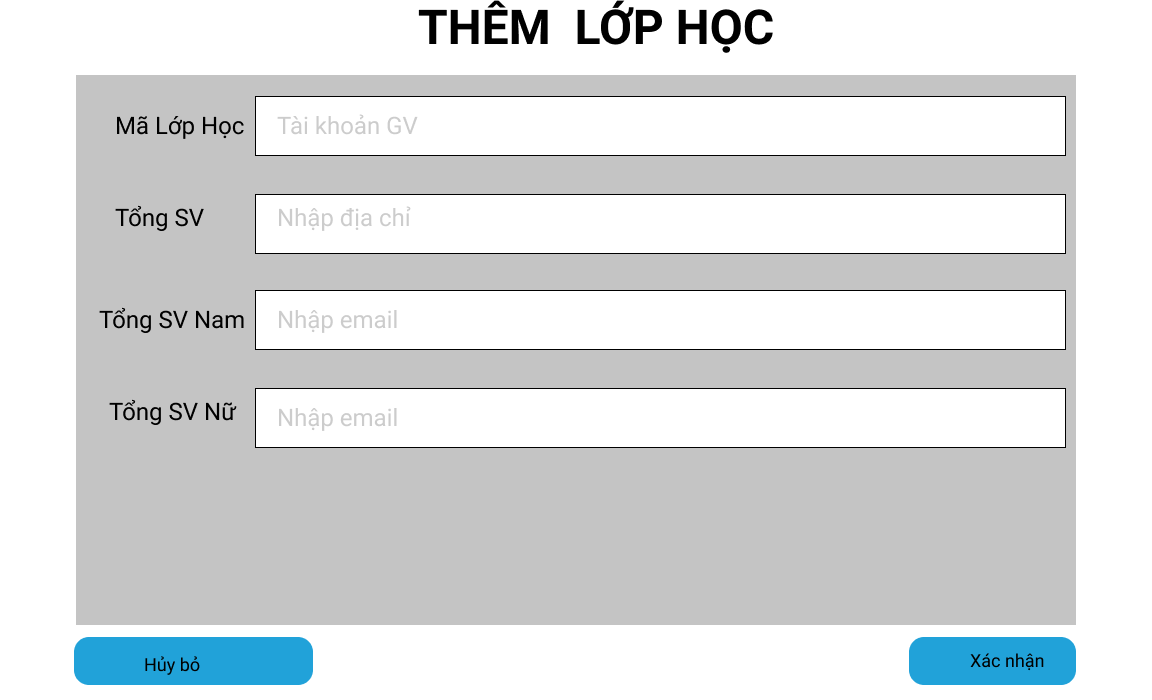 THÊM LỚP HỌC
Mã Lớp Học Tài khoản GV
Tổng SV Nhập địa chỉ
Tổng SV Nam Nhập email
Tổng SV Nữ Nhập email
Hủy bỏ Xác nhận